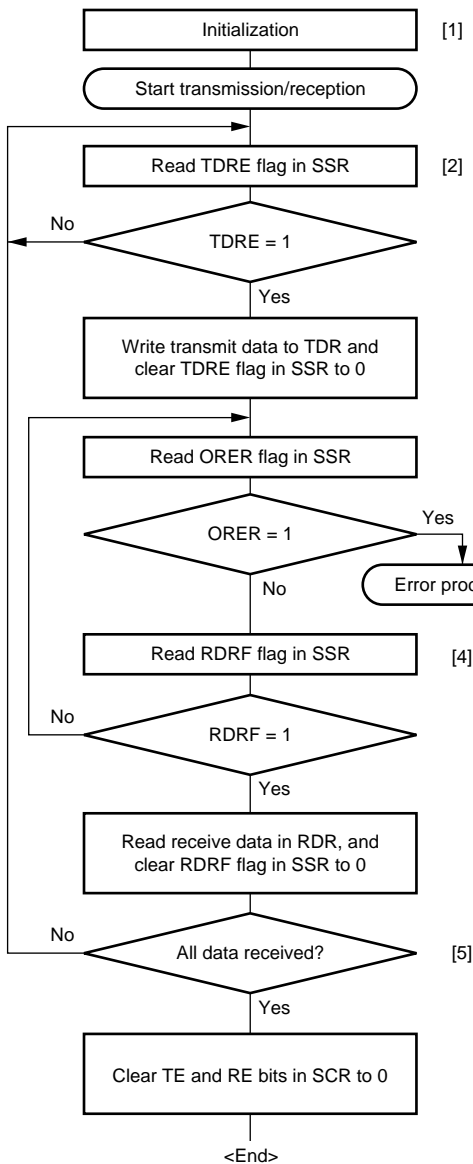 Initialization
[1]
Start transmission/reception
Read TDRE flag in SSR
[2]
No
TDRE = 1
Yes
Write transmit data to TDR and
clear TDRE flag in SSR to 0
Read ORER flag in SSR
Yes
ORER = 1
No
Error proc
Read RDRF flag in SSR
[4]
No
RDRF = 1
Yes
Read receive data in RDR, and
clear RDRF flag in SSR to 0
No
All data received?
[5]
Yes
Clear TE and RE bits in SCR to 0
<End>